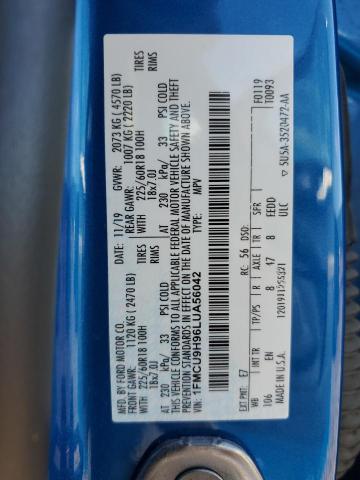 MFD. BY FORD MOTOR CO.
DATE: 11/19 GVWR: 2073 KG ( 4570 LB)
FRONT GAWR: 1120 KG ( 2470 LB) REAR GAWR: 1007 KG ( 2220 LB)
WITH 225/60R18 100H TIRES WITH 225/60R18 100H TIRES
18x7.0J RIMS 18x7.0J RIMS
AT 230 kPa/ 33 PSI COLD AT 230 kPa/ 33 PSI COLD
THIS VEHICLE CONFORMS TO ALL APPLICABLE FEDERAL MOTOR VEHICLE SAFETY AND THEFT
PREVENTION STANDARDS IN EFFECT ON THE DATE OF MANUFACTURE SHOWN ABOVE.
VIN: 1FMCU9H96LUA56042
TYPE: MPV
F0119
T0093
EXT PNT: E7 RC: 56 DSO:
WB INT TR TP/PS R AXLE TR SPR
106 EN 8 47 8 EEDD
ULC
MADE IN U.S.A. 5U5A-3520472-AA